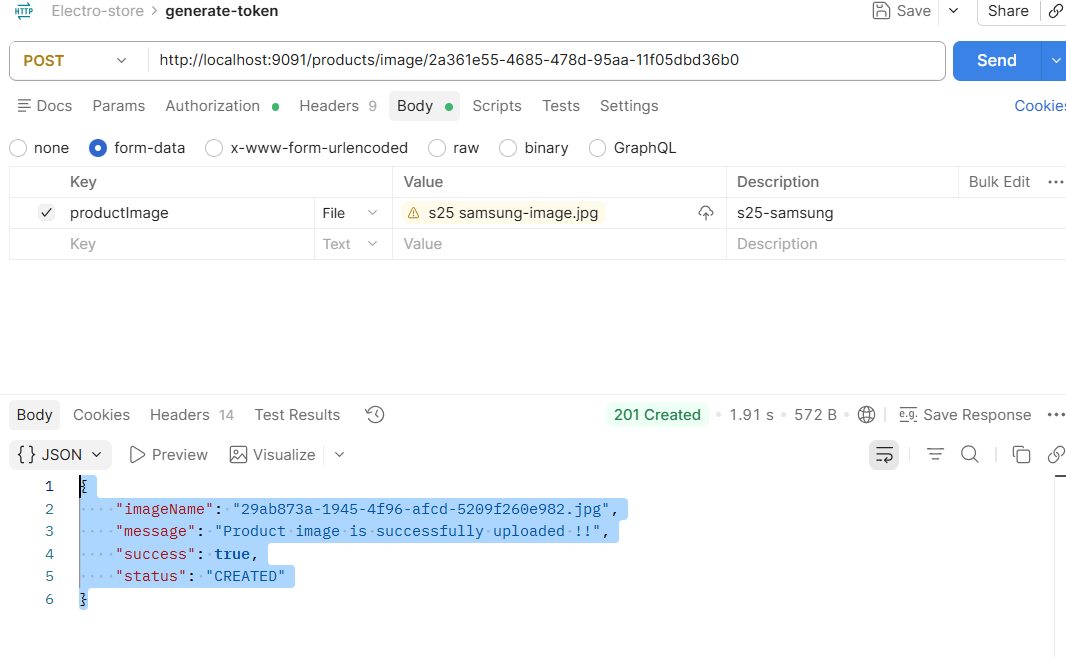 HTTP Electro-store > generate-token Save Share
POST http://localhost:9091/products/image/2a361e55-4685-478d-95aa-11f05dbd36b0 Send
Docs Params Authorization Headers 9 Body Scripts Tests Settings Cookies
none form-data x-www-form-urlencoded raw binary GraphQL
Key Value Description Bulk Edit
productImage File s25 samsung-image.jpg s25-samsung
Key Text Value Description
Body Cookies Headers 14 Test Results 201 Created • 1.91 s • 572 B • e.g. Save Response
{} JSON Preview Visualize
1 {
2 "imageName": "29ab873a-1945-4f96-afcd-5209f260e982.jpg",
3 "message": "Product image is successfully uploaded !!",
4 "success": true,
5 "status": "CREATED"
6 }